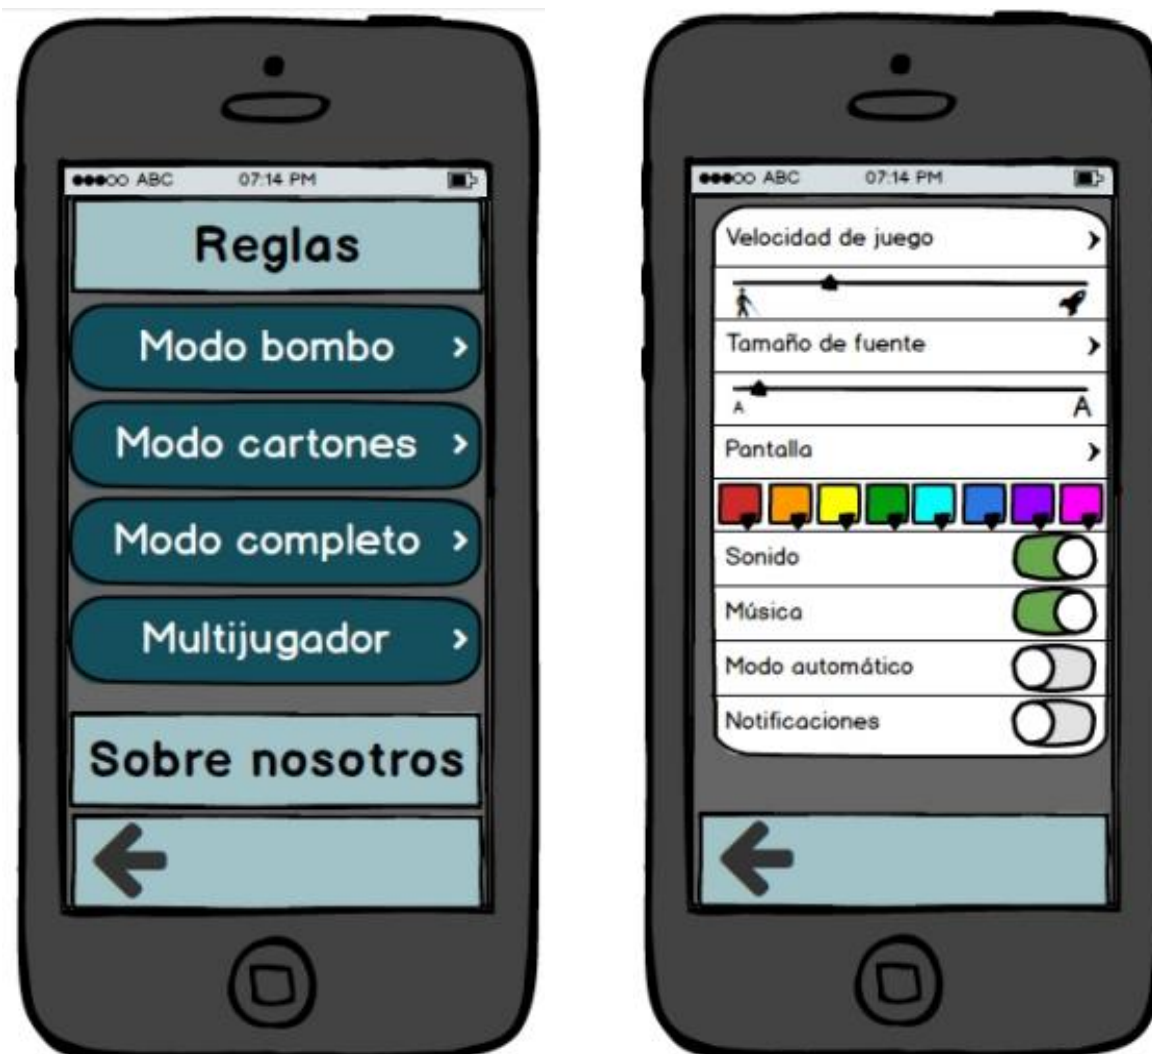 ABC 07:14 PM
Reglas
Modo bombo
Modo cartones
Modo completo
Multijugador
Sobre nosotros
ABC 07:14 PM
Velocidad de juego
Tamaño de fuente
A A
Pantalla
Sonido
Música
Modo automático
Notificaciones